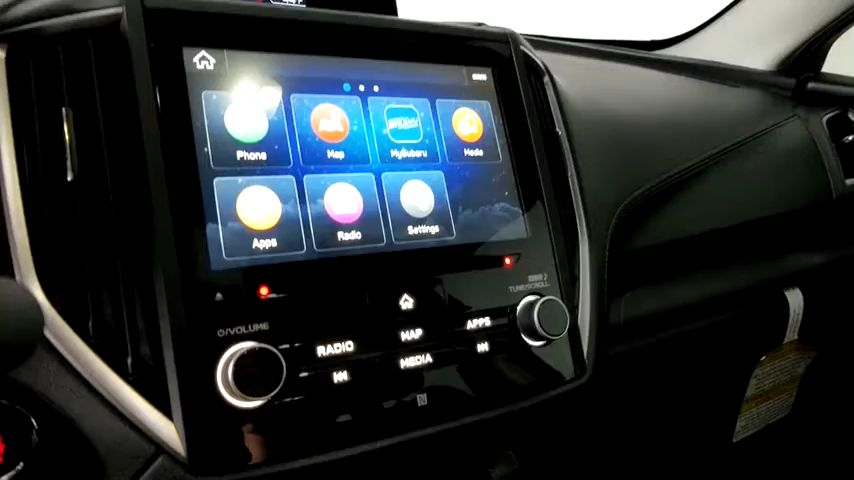 Phone
Map
MySubaru
Media
Apps
Radio
Settings
TUNE/SCROLL
VOLUME
RADIO
MAP
APPS
MEDIA